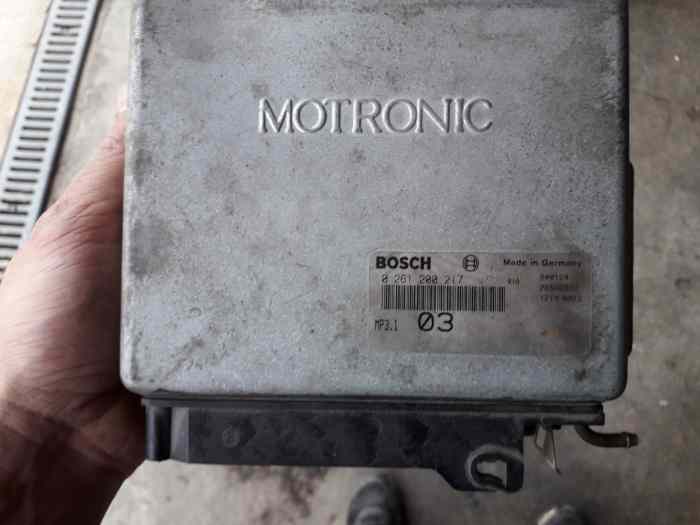 MOTRONIC
BOSCH Made in Germany
0 261 200 217
MP3.1 03